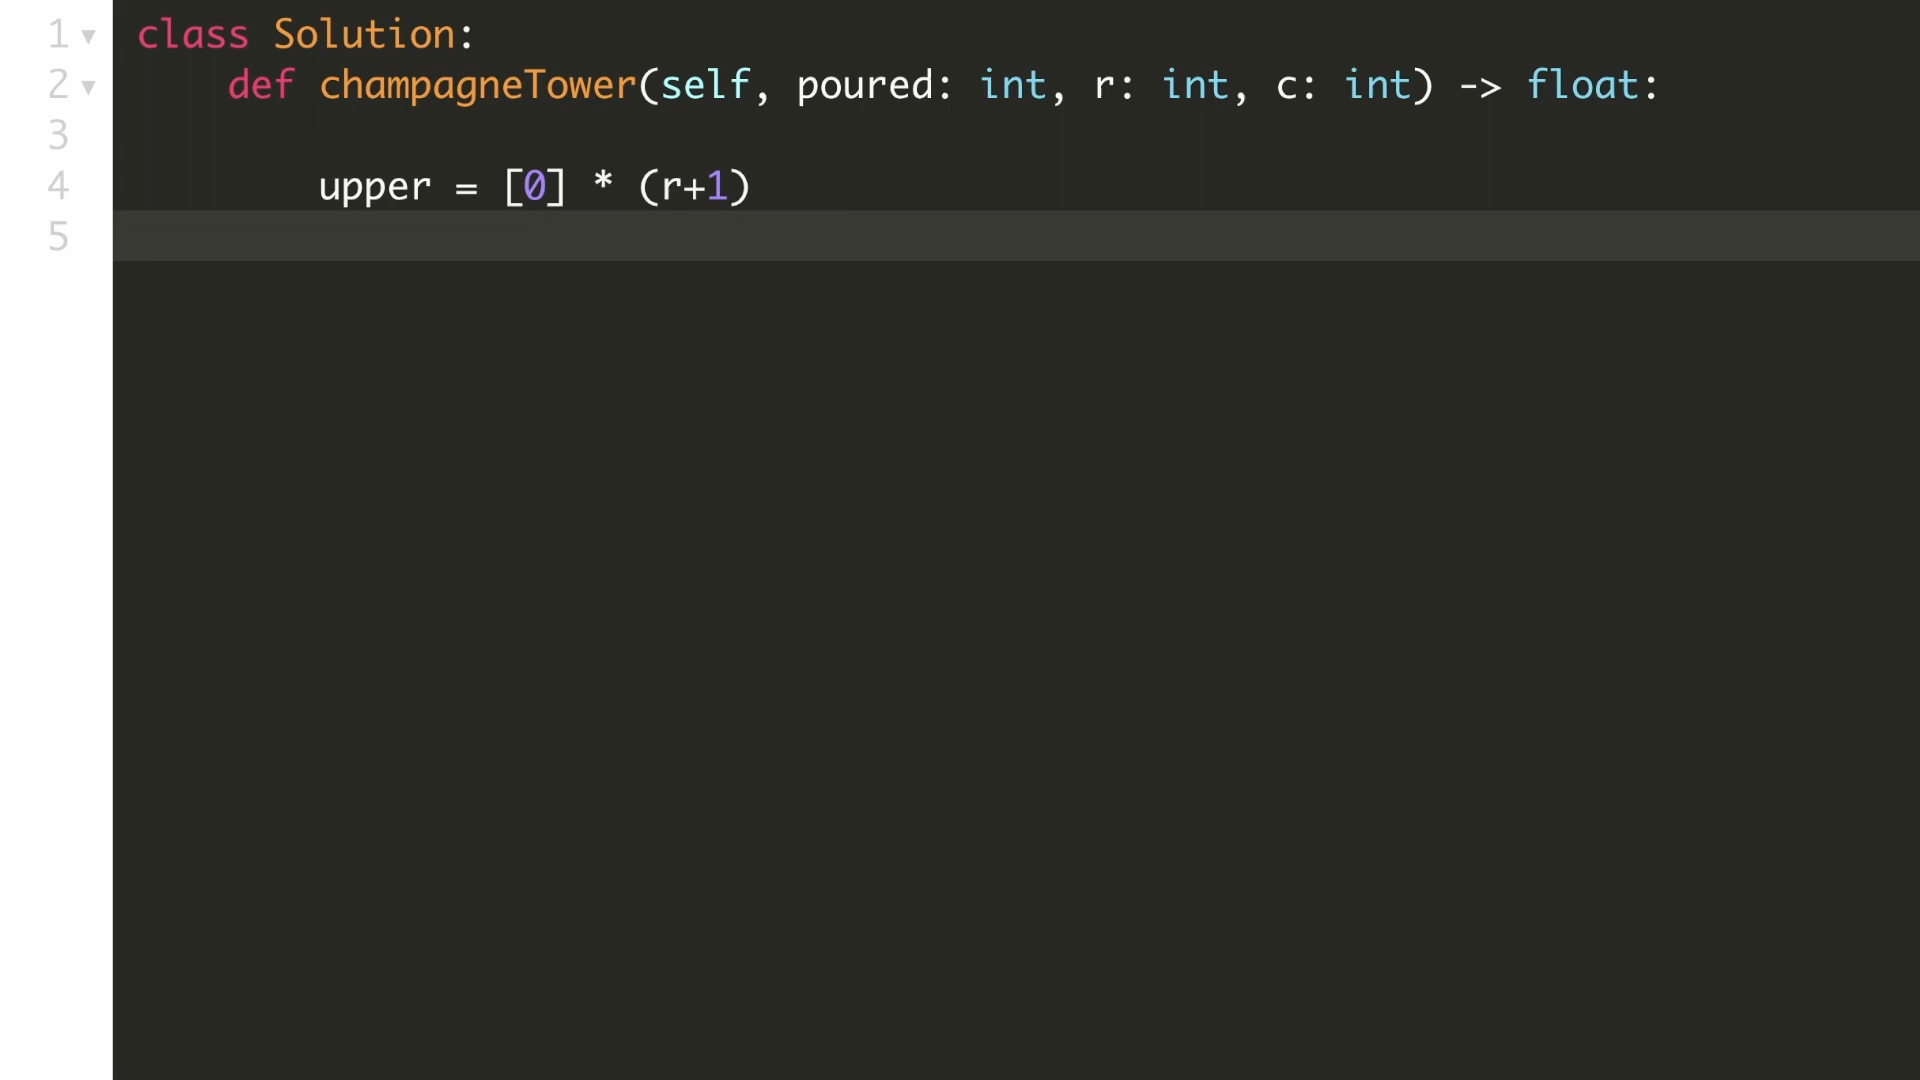 1 class Solution:
2     def champagneTower(self, poured: int, r: int, c: int) -> float:
3
4         upper = [0] * (r+1)
5